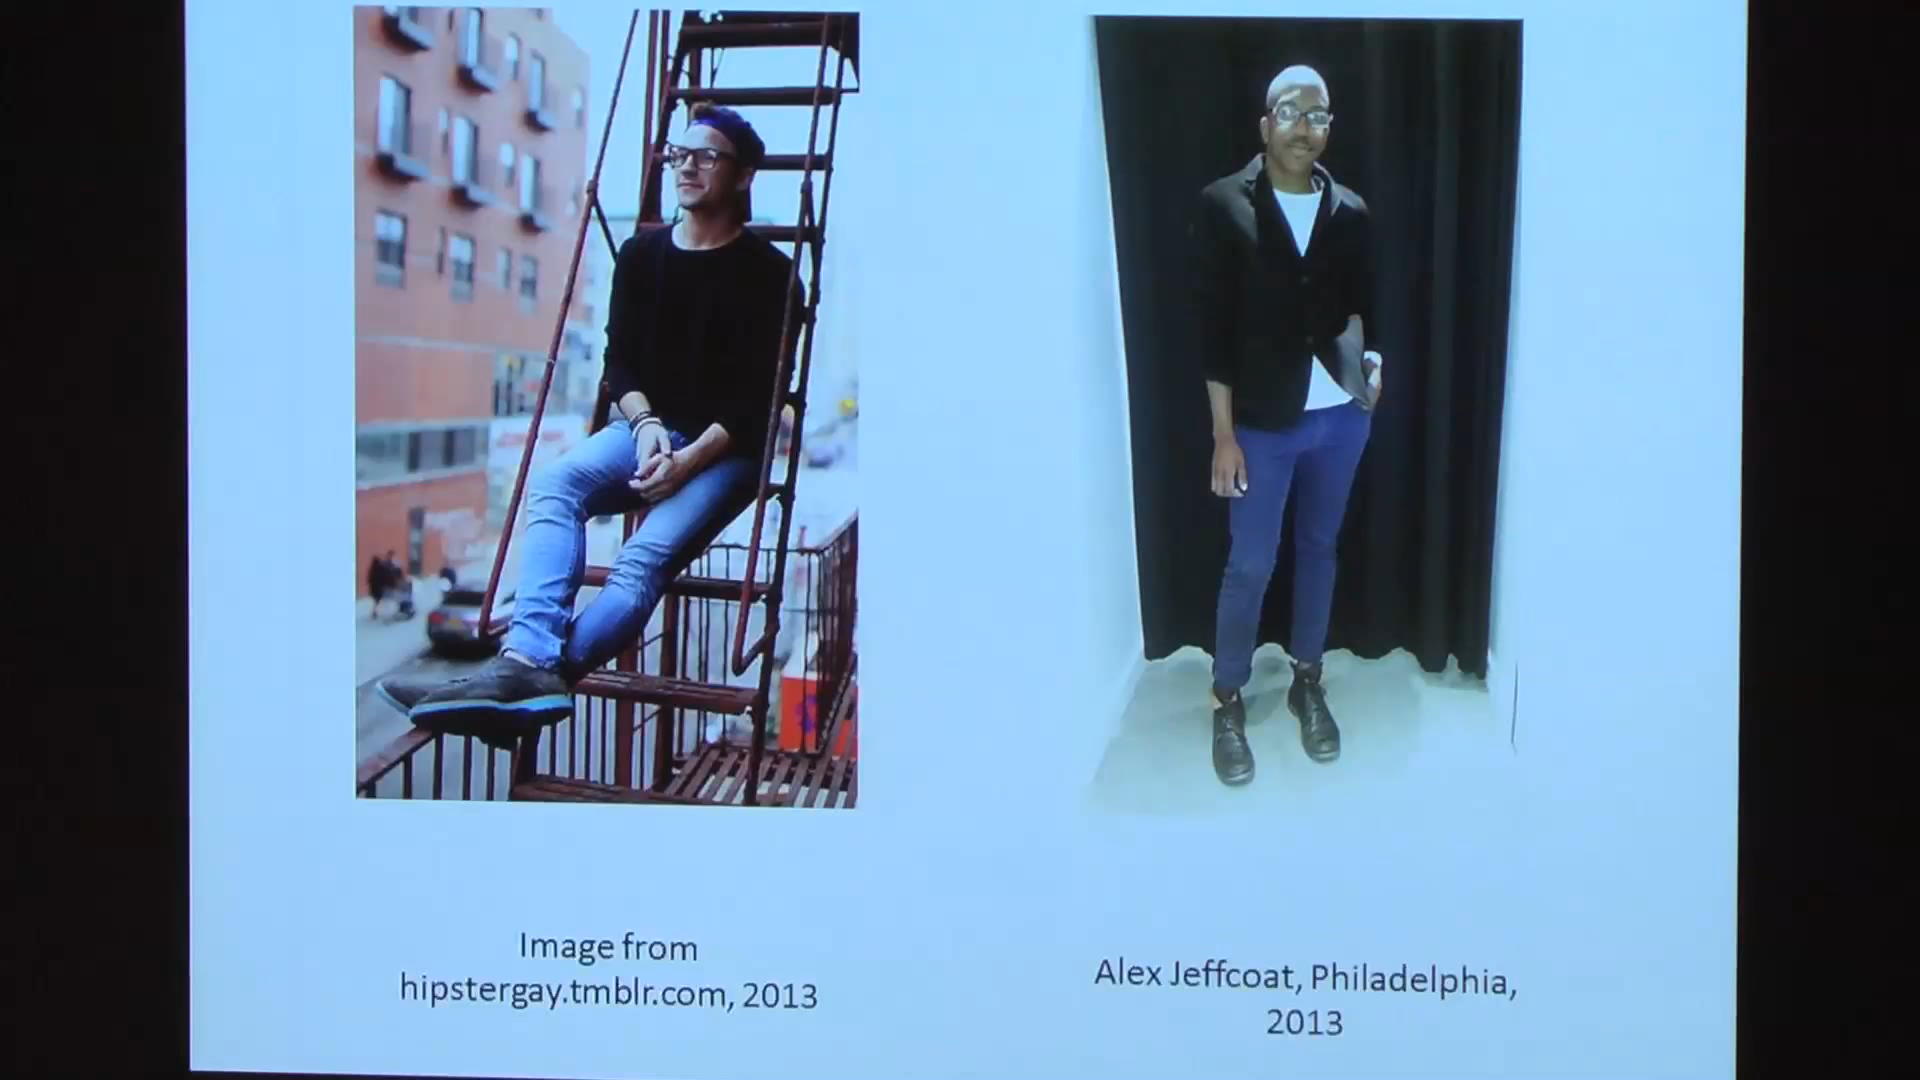 Image from
hipstergay.tmblr.com, 2013
Alex Jeffcoat, Philadelphia,
2013